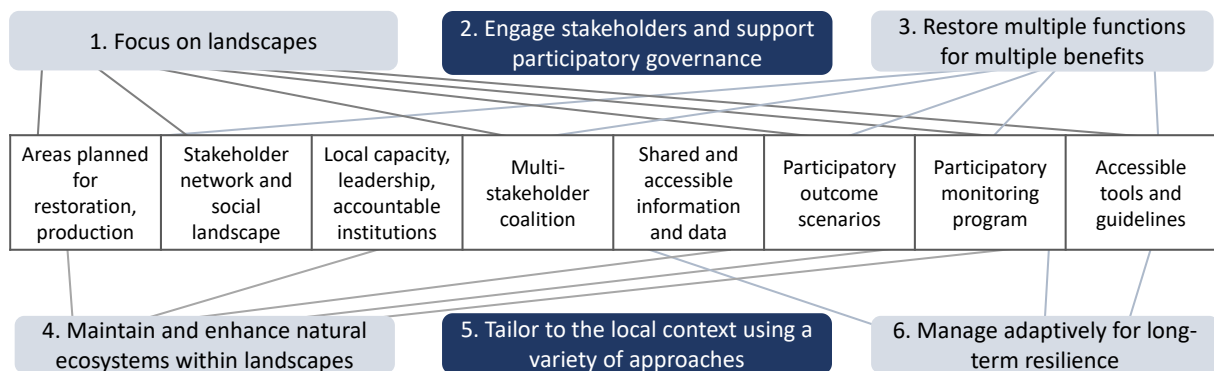 1. Focus on landscapes
2. Engage stakeholders and support
participatory governance
3. Restore multiple functions
for multiple benefits
Areas planned
for
restoration,
production
Stakeholder
network and
social
landscape
Local capacity,
leadership,
accountable
institutions
Multi-
stakeholder
coalition
Shared and
accessible
information
and data
Participatory
outcome
scenarios
Participatory
monitoring
program
Accessible
tools and
guidelines
4. Maintain and enhance natural
ecosystems within landscapes
5. Tailor to the local context using a
variety of approaches
6. Manage adaptively for long-
term resilience